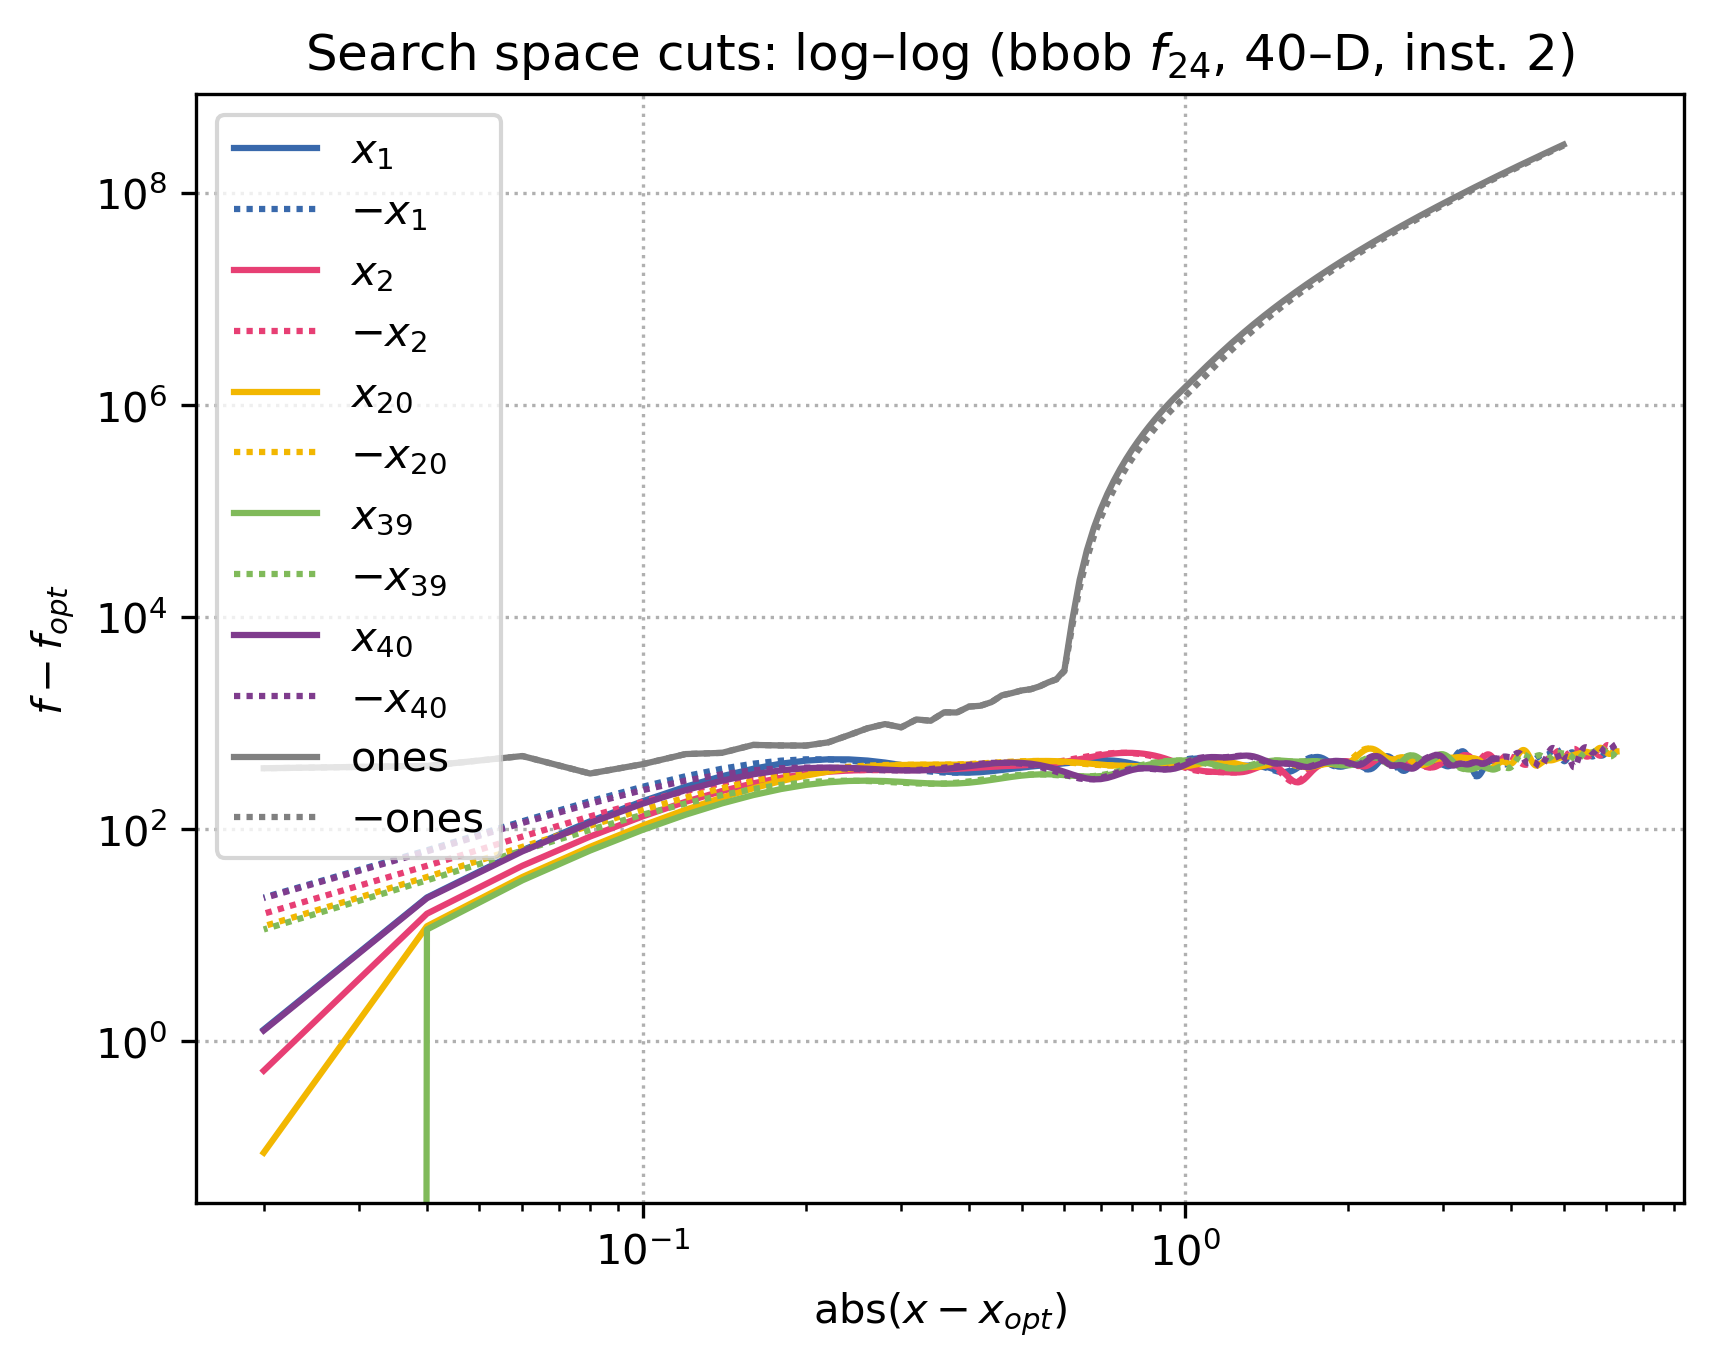 Search space cuts: log–log (bbob $f_{24}$, 40–D, inst. 2)
$x_1$
$-x_1$
$x_2$
$-x_2$
$x_{20}$
$-x_{20}$
$x_{39}$
$-x_{39}$
$x_{40}$
$-x_{40}$
ones
−ones
$10^8$
$10^6$
$10^4$
$10^2$
$10^0$
$f - f_{opt}$
$10^{-1}$
$10^0$
abs($x - x_{opt}$)